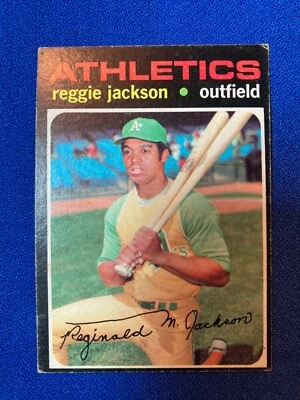 ATHLETICS
reggie jackson • outfield
A's
Reginald M. Jackson